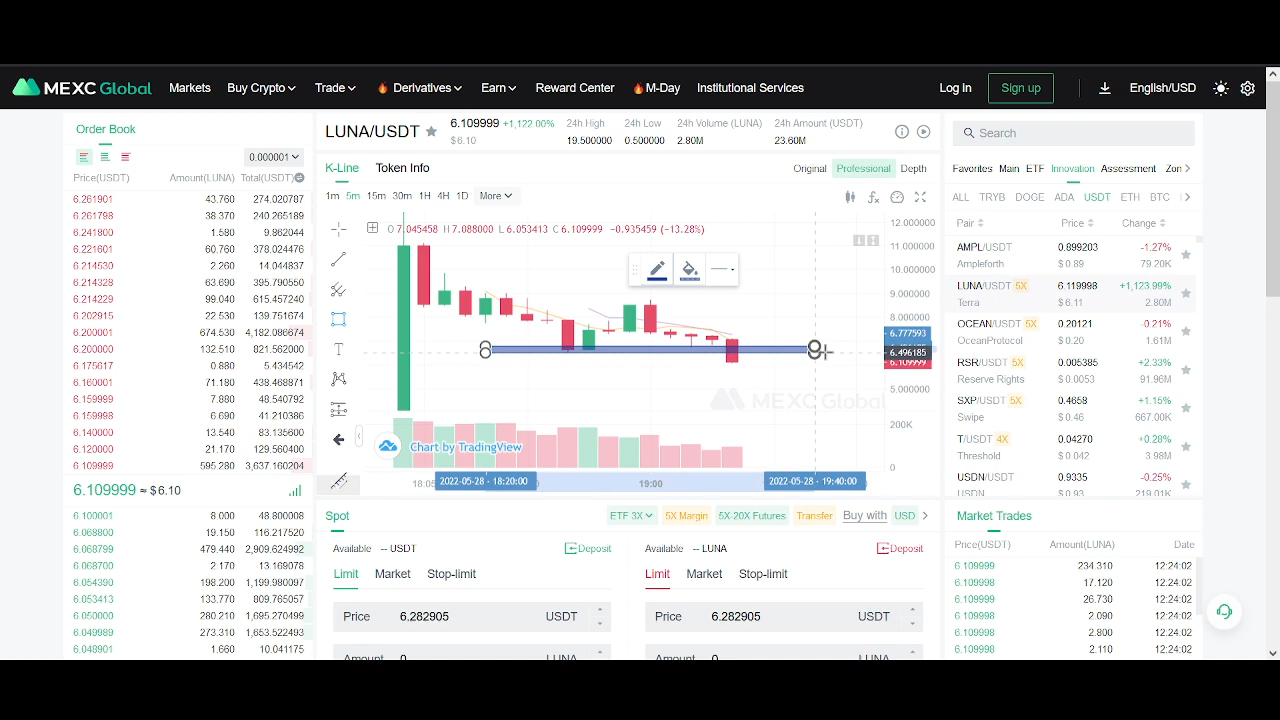 MEXC Global Markets Buy Crypto Trade Derivatives Earn Reward Center M-Day Institutional Services Log in Sign up English/USD
Order Book
0.000001
Price(USDT) Amount(LUNA) Total(USDT)
6.261901 43.760 274.020787
6.261798 38.370 240.265189
6.241800 1.580 9.862044
6.221601 60.760 378.024476
6.214530 2.260 14.044837
6.214328 63.690 395.790550
6.214229 99.040 615.457240
6.202915 22.530 139.751674
6.200001 674.530 4,182.086674
6.200000 132.510 821.562000
6.175617 0.880 5.434542
6.160001 71.180 438.468871
6.159999 7.880 48.540792
6.159998 6.690 41.210386
6.140000 13.540 83.135600
6.120000 21.170 129.560400
6.109999 595.280 3,637.160204
6.109999 ≈ $6.10
6.100001 8.000 48.800008
6.068800 19.150 116.217520
6.068799 479.440 2,909.624992
6.068700 2.170 13.169078
6.054390 198.200 1,199.980097
6.053413 133.770 809.765057
6.050000 280.210 1,695.270499
6.049989 273.310 1,653.522493
6.048901 1.660 10.041175
LUNA/USDT
6.109999 +1,122.00%
$6.10
24h High
19.500000
24h Low
0.500000
24h Volume (LUNA)
2.80M
24h Amount (USDT)
23.60M
K-Line Token Info Original Professional Depth
1m 5m 15m 30m 1H 4H 1D More
O 7.045458 H 7.088000 L 6.053413 C 6.109999 -0.935459 (-13.28%)
12.000000
11.000000
10.000000
9.000000
8.000000
6.777593
6.496185
6.109999
5.000000
200K
0
MEXC Global
Chart by TradingView
18:05 2022-05-28 - 18:20:00 19:00 2022-05-28 - 19:40:00
Spot ETF 3X 5X Margin 5X-20X Futures Transfer Buy with USD
Available -- USDT Deposit
Limit Market Stop-limit
Price 6.282905 USDT
Amount 0 LUNA
Available -- LUNA Deposit
Limit Market Stop-limit
Price 6.282905 USDT
Amount 0 LUNA
Search
Favorites Main ETF Innovation Assessment Zon
ALL TRYB DOGE ADA USDT ETH BTC
Pair Price Change
AMPL/USDT 0.899203 -1.27%
Ampleforth $0.89 79.20K
LUNA/USDT 5X 6.119998 +1,123.99%
Terra $6.11 2.80M
OCEAN/USDT 5X 0.20121 -0.21%
OceanProtocol $0.20 1.61M
RSR/USDT 5X 0.005385 +2.33%
Reserve Rights $0.0053 91.96M
SXP/USDT 5X 0.4658 +1.15%
Swipe $0.46 667.00K
T/USDT 4X 0.04270 +0.28%
Threshold $0.042 3.98M
USDN/USDT 0.9335 -0.25%
USDN $0.93 219.01K
Market Trades
Price(USDT) Amount(LUNA) Date
6.109999 234.310 12:24:02
6.109998 17.120 12:24:02
6.109999 26.730 12:24:02
6.109999 2.090 12:24:02
6.109998 2.800 12:24:02
6.109998 2.110 12:24:02